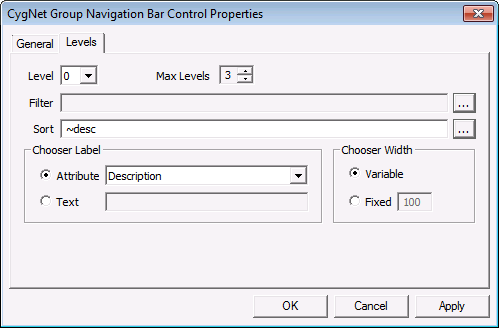 CygNet Group Navigation Bar Control Properties
General Levels
Level 0 Max Levels 3
Filter ...
Sort ~desc ...
Chooser Label Chooser Width
Attribute Description Variable
Text Fixed 100
OK Cancel Apply